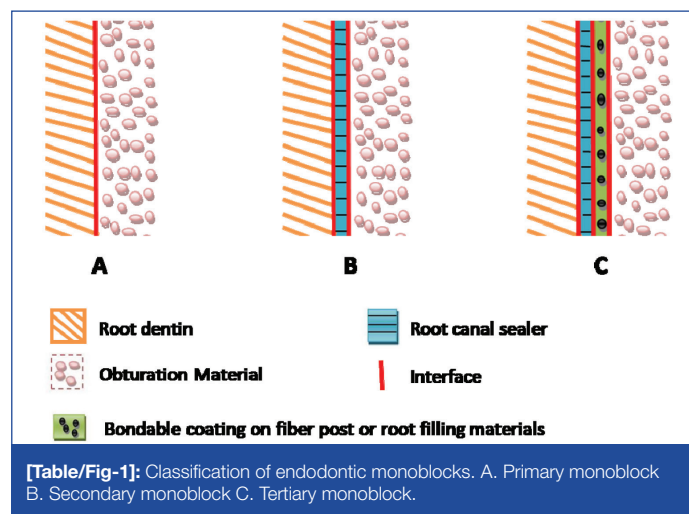 A
B
C
Root dentin
Root canal sealer
Obturation Material
Interface
Bondable coating on fiber post or root filling materials
[Table/Fig-1]: Classification of endodontic monoblocks. A. Primary monoblock
B. Secondary monoblock C. Tertiary monoblock.